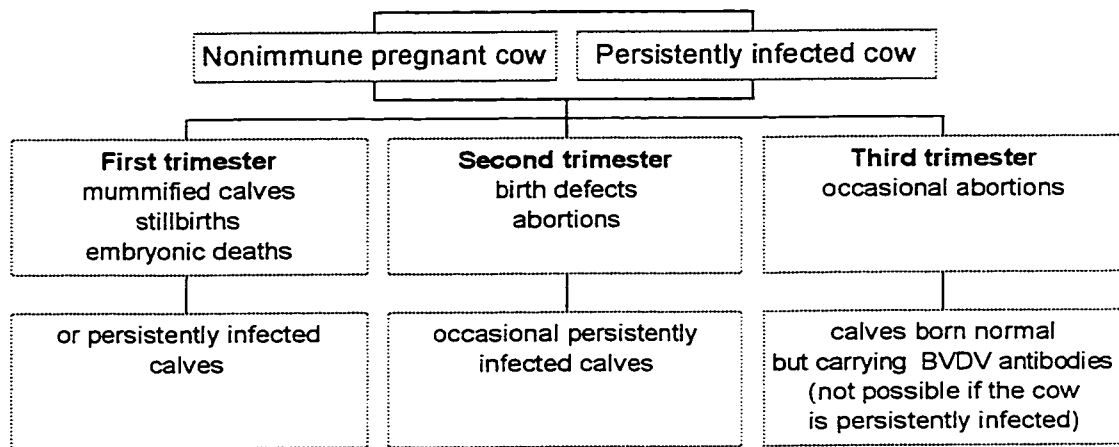 Nonimmune pregnant cow
Persistently infected cow
First trimester
mummified calves
stillbirths
embryonic deaths
Second trimester
birth defects
abortions
Third trimester
occasional abortions
or persistently infected
calves
occasional persistently
infected calves
calves born normal
but carrying BVDV antibodies
(not possible if the cow
is persistently infected)